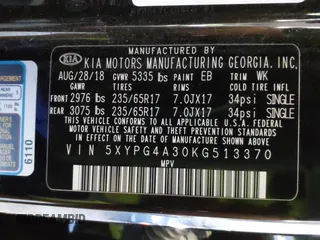 MANUFACTURED BY
KIA KIA MOTORS MANUFACTURING GEORGIA, INC.
AUG/28/18 GVWR 5335 lbs PAINT EB TRIM WK
GAWR TIRES RIMS COLD TIRE INFLATION
FRONT 2976 lbs 235/65R17 7.0JX17 34psi SINGLE
REAR 3075 lbs 235/65R17 7.0JX17 34psi SINGLE
THIS VEHICLE CONFORMS TO ALL APPLICABLE FEDERAL
MOTOR VEHICLE SAFETY AND THEFT PREVENTION
STANDARDS IN EFFECT ON THE DATE OF
MANUFACTURE SHOWN ABOVE.
VIN 5XYPG4A30KG513370